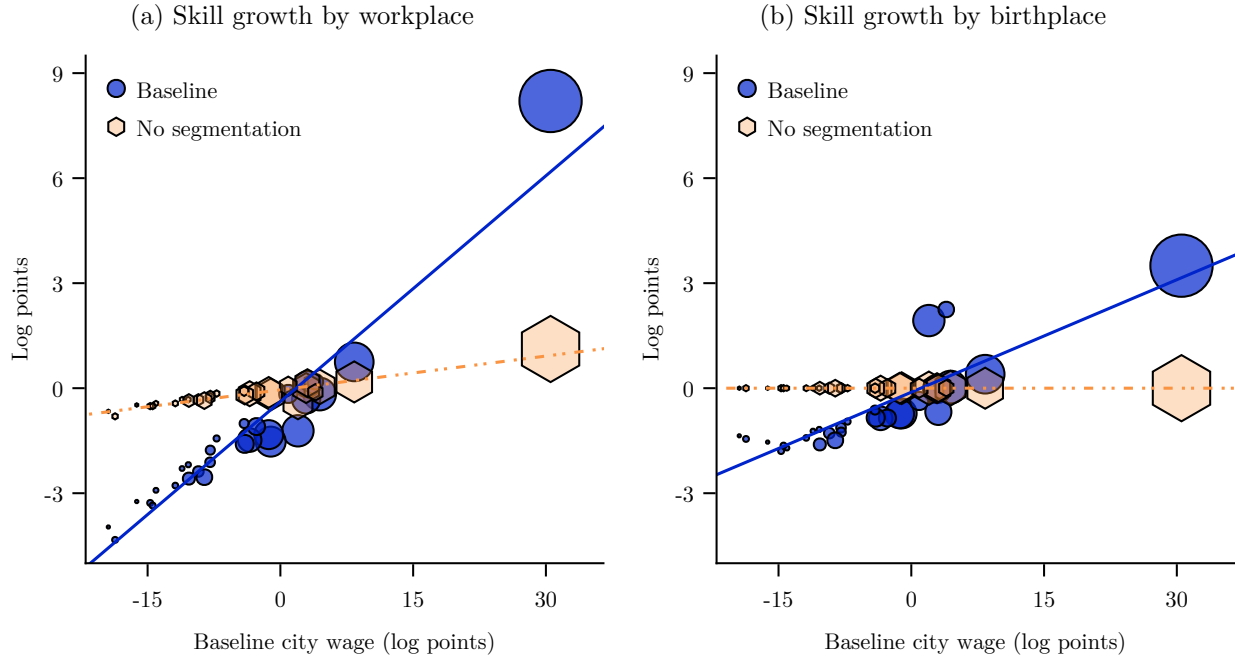 (a) Skill growth by workplace
Baseline
No segmentation
Log points
9
6
3
0
-3
-15
0
15
30
Baseline city wage (log points)
(b) Skill growth by birthplace
Baseline
No segmentation
Log points
9
6
3
0
-3
-15
0
15
30
Baseline city wage (log points)